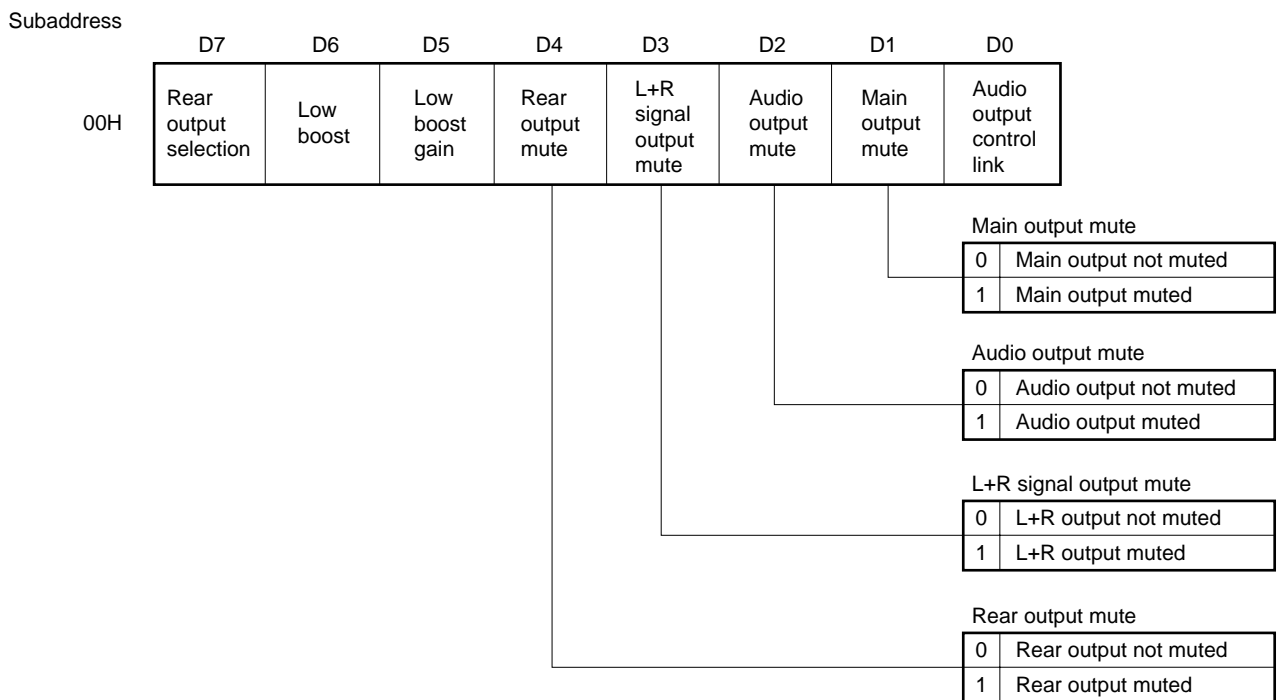 Subaddress
D7 D6 D5 D4 D3 D2 D1 D0
00H
Rear
output
selection
Low
boost
Low
boost
gain
Rear
output
mute
L+R
signal
output
mute
Audio
output
mute
Main
output
mute
Audio
output
control
link
Main output mute
0 Main output not muted
1 Main output muted
Audio output mute
0 Audio output not muted
1 Audio output muted
L+R signal output mute
0 L+R output not muted
1 L+R output muted
Rear output mute
0 Rear output not muted
1 Rear output muted